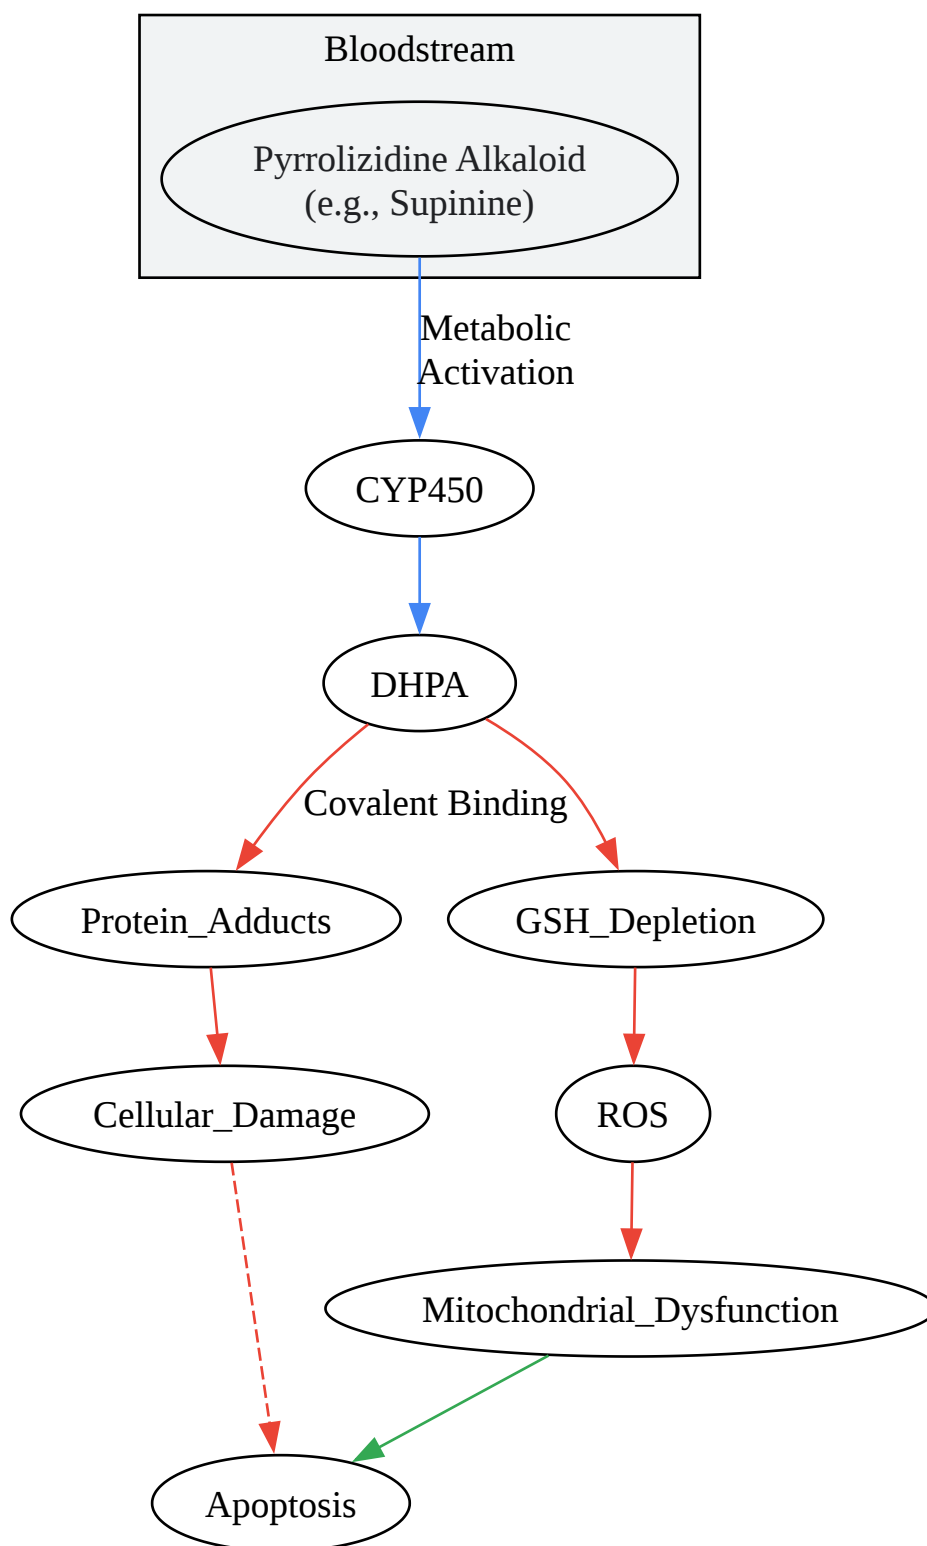 Bloodstream
Pyrrolizidine Alkaloid
(e.g., Supinine)
Metabolic
Activation
CYP450
DHPA
Covalent Binding
Protein_Adducts
GSH_Depletion
Cellular_Damage
ROS
Mitochondrial_Dysfunction
Apoptosis